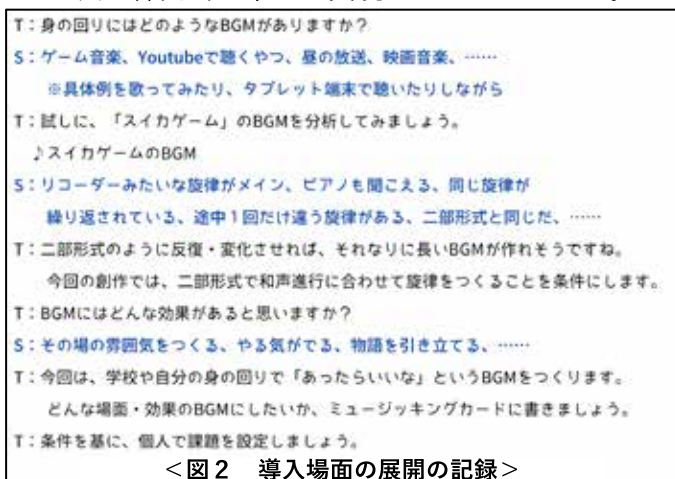 T：身の回りにはどのようなBGMがありますか？
S：ゲーム音楽、Youtubeで聴くやつ、昼の放送、映画音楽、……
※具体例を歌ってみたり、タブレット端末で聴いたりしながら
T：試しに、「スイカゲーム」のBGMを分析してみましょう。
♪スイカゲームのBGM
S：リコーダーみたいな旋律がメイン、ピアノも聞こえる、同じ旋律が
繰り返されている、途中１回だけ違う旋律がある、二部形式と同じだ、……
T：二部形式のように反復・変化させれば、それなりに長いBGMが作れそうですね。
今回の創作では、二部形式で和声進行に合わせて旋律をつくることを条件にします。
T：BGMにはどんな効果があると思いますか？
S：その場の雰囲気をつくる、やる気がでる、物語を引き立てる、……
T：今回は、学校や自分の身の回りで「あったらいいな」というBGMをつくります。
どんな場面・効果のBGMにしたいか、ミュージッキングカードに書きましょう。
T：条件を基に、個人で課題を設定しましょう。
＜図２　導入場面の展開の記録＞